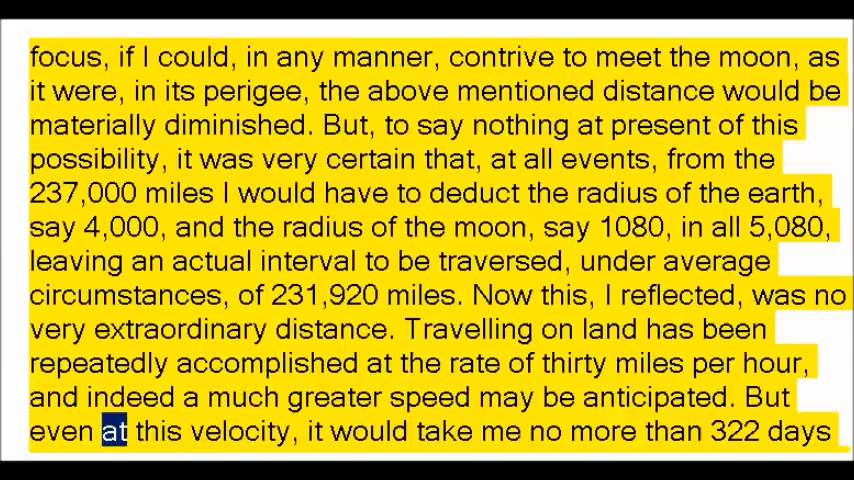 focus, if I could, in any manner, contrive to meet the moon, as
it were, in its perigee, the above mentioned distance would be
materially diminished. But, to say nothing at present of this
possibility, it was very certain that, at all events, from the
237,000 miles I would have to deduct the radius of the earth,
say 4,000, and the radius of the moon, say 1080, in all 5,080,
leaving an actual interval to be traversed, under average
circumstances, of 231,920 miles. Now this, I reflected, was no
very extraordinary distance. Travelling on land has been
repeatedly accomplished at the rate of thirty miles per hour,
and indeed a much greater speed may be anticipated. But
even at this velocity, it would take me no more than 322 days